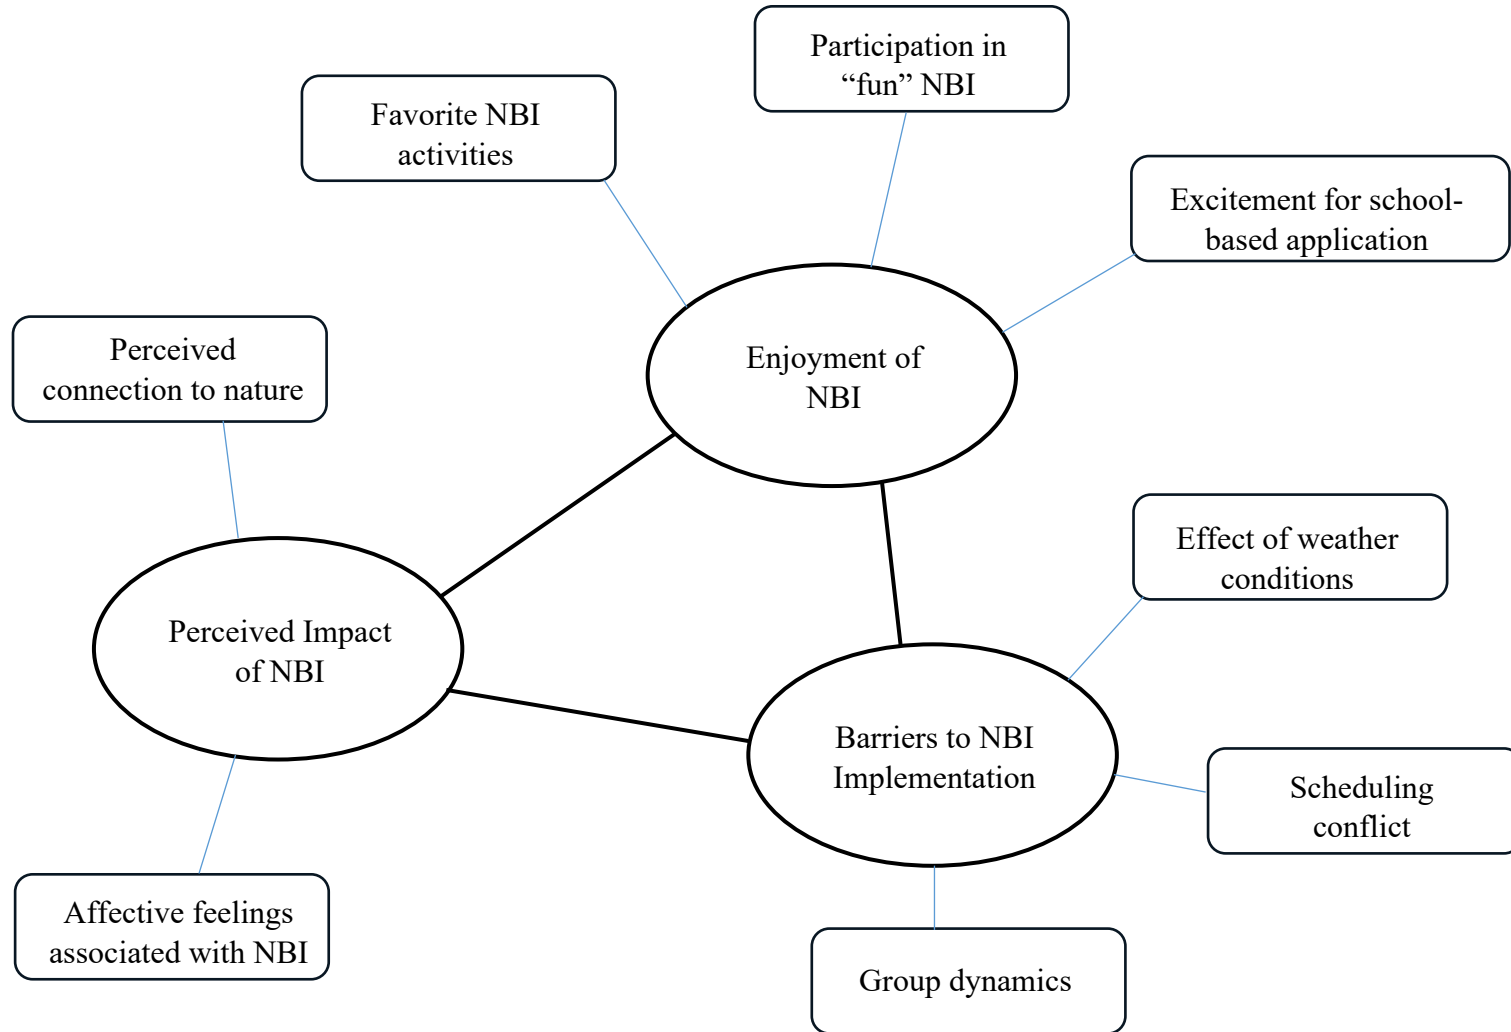 Participation in
“fun” NBI
Favorite NBI
activities
Excitement for school-
based application
Perceived
connection to nature
Enjoyment of
NBI
Effect of weather
conditions
Perceived Impact
of NBI
Barriers to NBI
Implementation
Scheduling
conflict
Affective feelings
associated with NBI
Group dynamics